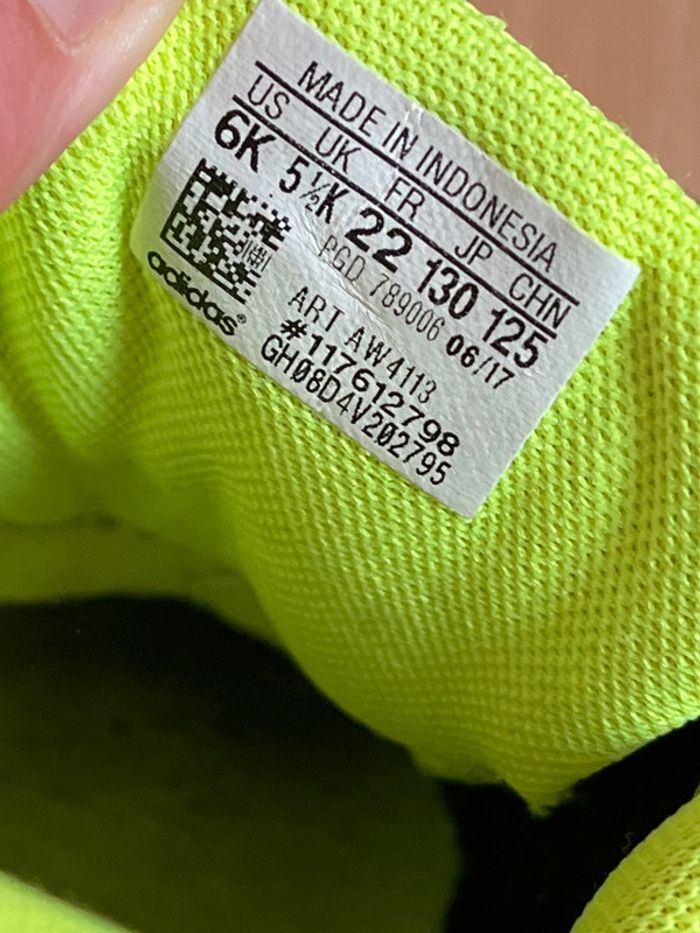 MADE IN INDONESIA
US UK FR JP CHN
6K 5½K 22 130 125
PGD 789006 06/17
ART AW4113
#117612798
GH08D4V202795
adidas®